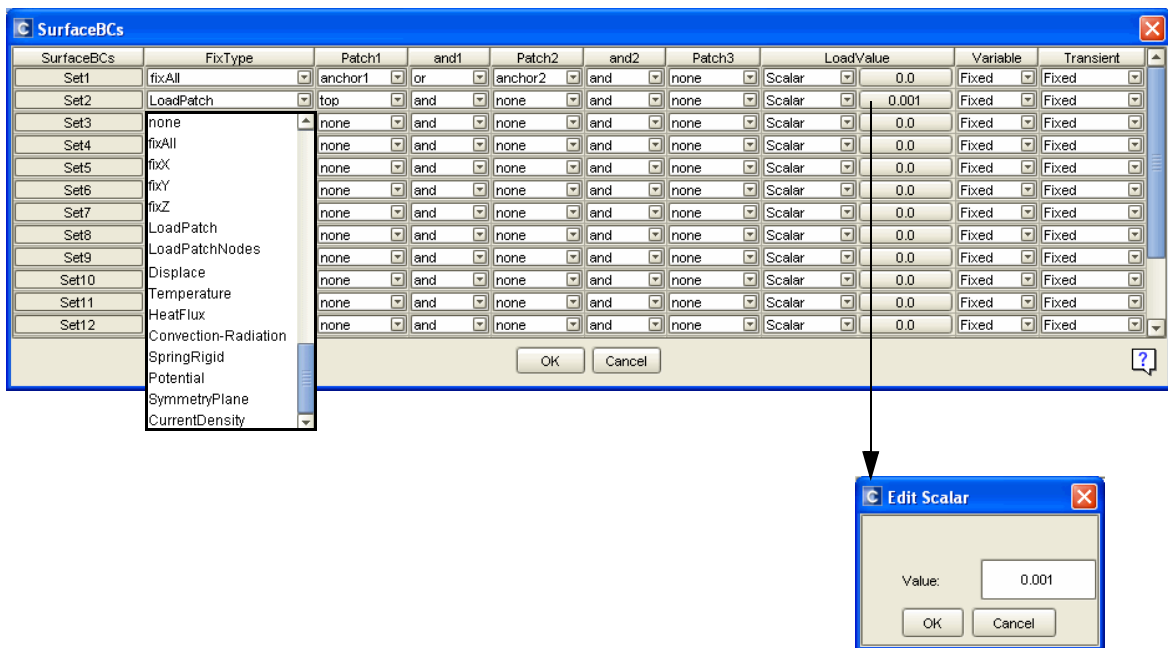 C SurfaceBCs
SurfaceBCs FixType Patch1 and1 Patch2 and2 Patch3 LoadValue Variable Transient
Set1 fixAll anchor1 or anchor2 and none Scalar 0.0 Fixed Fixed
Set2 LoadPatch top and none and none Scalar 0.001 Fixed Fixed
Set3 none none and none and none Scalar 0.0 Fixed Fixed
Set4 fixAll none and none and none Scalar 0.0 Fixed Fixed
Set5 fixX none and none and none Scalar 0.0 Fixed Fixed
Set6 fixY none and none and none Scalar 0.0 Fixed Fixed
Set7 fixZ none and none and none Scalar 0.0 Fixed Fixed
Set8 LoadPatch none and none and none Scalar 0.0 Fixed Fixed
Set9 LoadPatchNodes none and none and none Scalar 0.0 Fixed Fixed
Set10 Displace none and none and none Scalar 0.0 Fixed Fixed
Set11 Temperature none and none and none Scalar 0.0 Fixed Fixed
Set12 HeatFlux none and none and none Scalar 0.0 Fixed Fixed
Convection-Radiation
SpringRigid
Potential
SymmetryPlane
CurrentDensity
OK Cancel ?
C Edit Scalar
Value: 0.001
OK Cancel